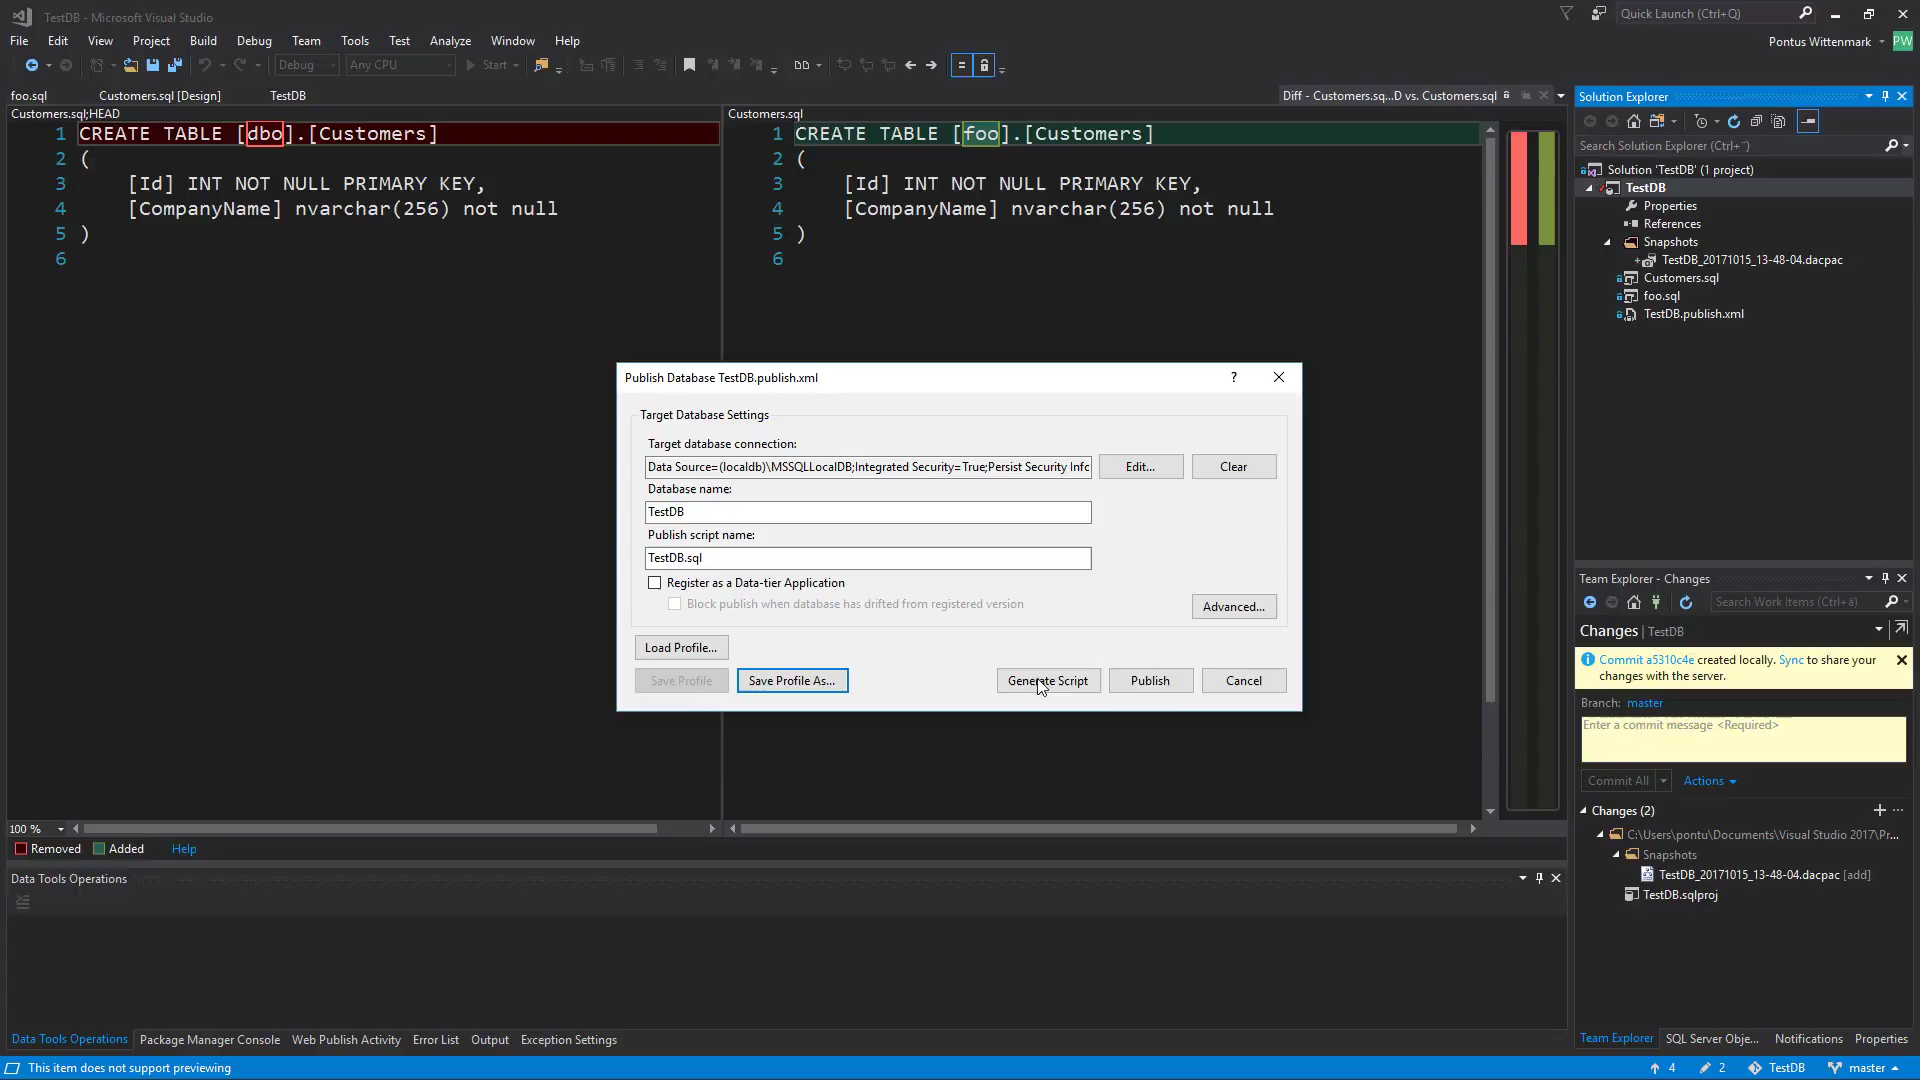 TestDB - Microsoft Visual Studio
Quick Launch (Ctrl+Q)
File Edit View Project Build Debug Team Tools Test Analyze Window Help
Pontus Wittenmark PW
Debug Any CPU Start
foo.sql Customers.sql [Design] TestDB Diff - Customers.sq...D vs. Customers.sql
Customers.sql;HEAD
1 CREATE TABLE [dbo].[Customers]
2 (
3 [Id] INT NOT NULL PRIMARY KEY,
4 [CompanyName] nvarchar(256) not null
5 )
6
Customers.sql
1 CREATE TABLE [foo].[Customers]
2 (
3 [Id] INT NOT NULL PRIMARY KEY,
4 [CompanyName] nvarchar(256) not null
5 )
6
Publish Database TestDB.publish.xml ?
Target Database Settings
Target database connection:
Data Source=(localdb)\MSSQLLocalDB;Integrated Security=True;Persist Security Info
Edit... Clear
Database name:
TestDB
Publish script name:
TestDB.sql
Register as a Data-tier Application
Block publish when database has drifted from registered version
Advanced...
Load Profile...
Save Profile Save Profile As... Generate Script Publish Cancel
100 %
Removed Added Help
Data Tools Operations
Data Tools Operations Package Manager Console Web Publish Activity Error List Output Exception Settings
Solution Explorer
Search Solution Explorer (Ctrl+¨)
Solution 'TestDB' (1 project)
TestDB
Properties
References
Snapshots
TestDB_20171015_13-48-04.dacpac
Customers.sql
foo.sql
TestDB.publish.xml
Team Explorer - Changes
Search Work Items (Ctrl+ä)
Changes | TestDB
Commit a5310c4e created locally. Sync to share your
changes with the server.
Branch: master
Enter a commit message <Required>
Commit All Actions
Changes (2)
C:\Users\pontu\Documents\Visual Studio 2017\Pr...
Snapshots
TestDB_20171015_13-48-04.dacpac [add]
TestDB.sqlproj
Team Explorer SQL Server Obje... Notifications Properties
This item does not support previewing
4 2 TestDB master